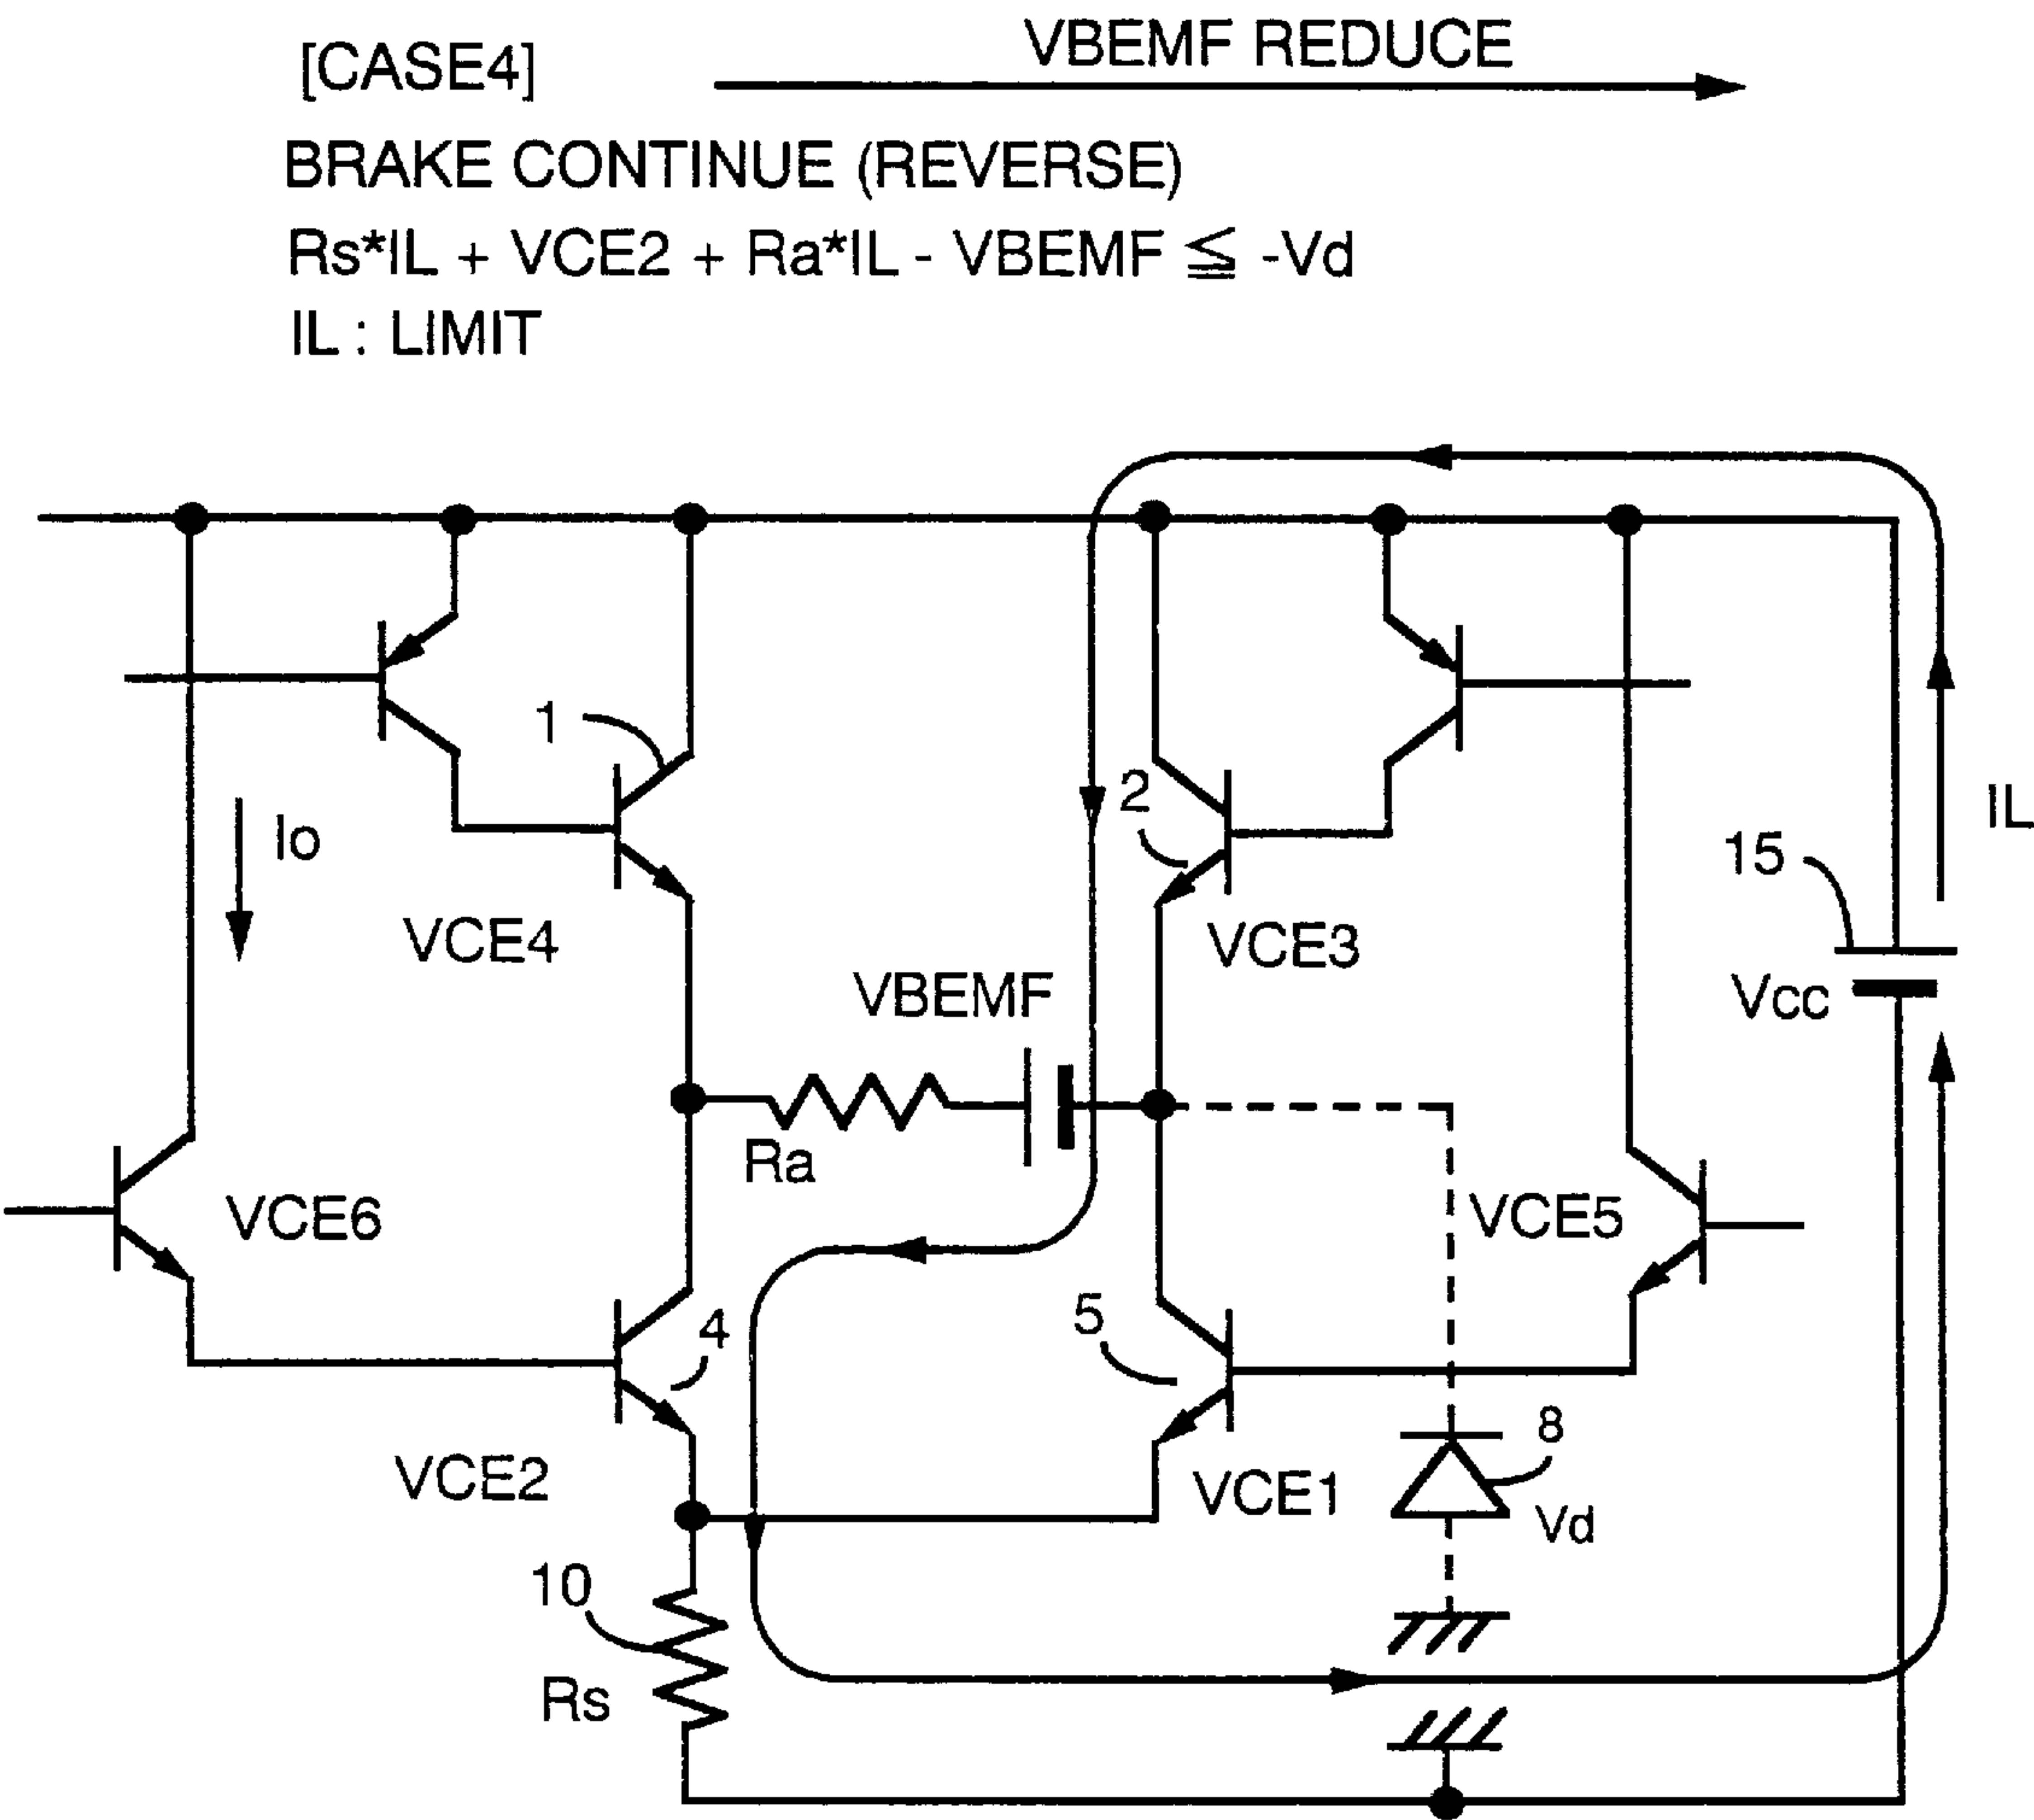 [CASE4]
VBEMF REDUCE
BRAKE CONTINUE (REVERSE)
Rs*IL + VCE2 + Ra*IL - VBEMF ≦ -Vd
IL : LIMIT
1
2
Io
IL
15
VCE4
VCE3
VBEMF
Vcc
Ra
VCE6
VCE5
4
5
8
VCE2
VCE1
Vd
10
Rs